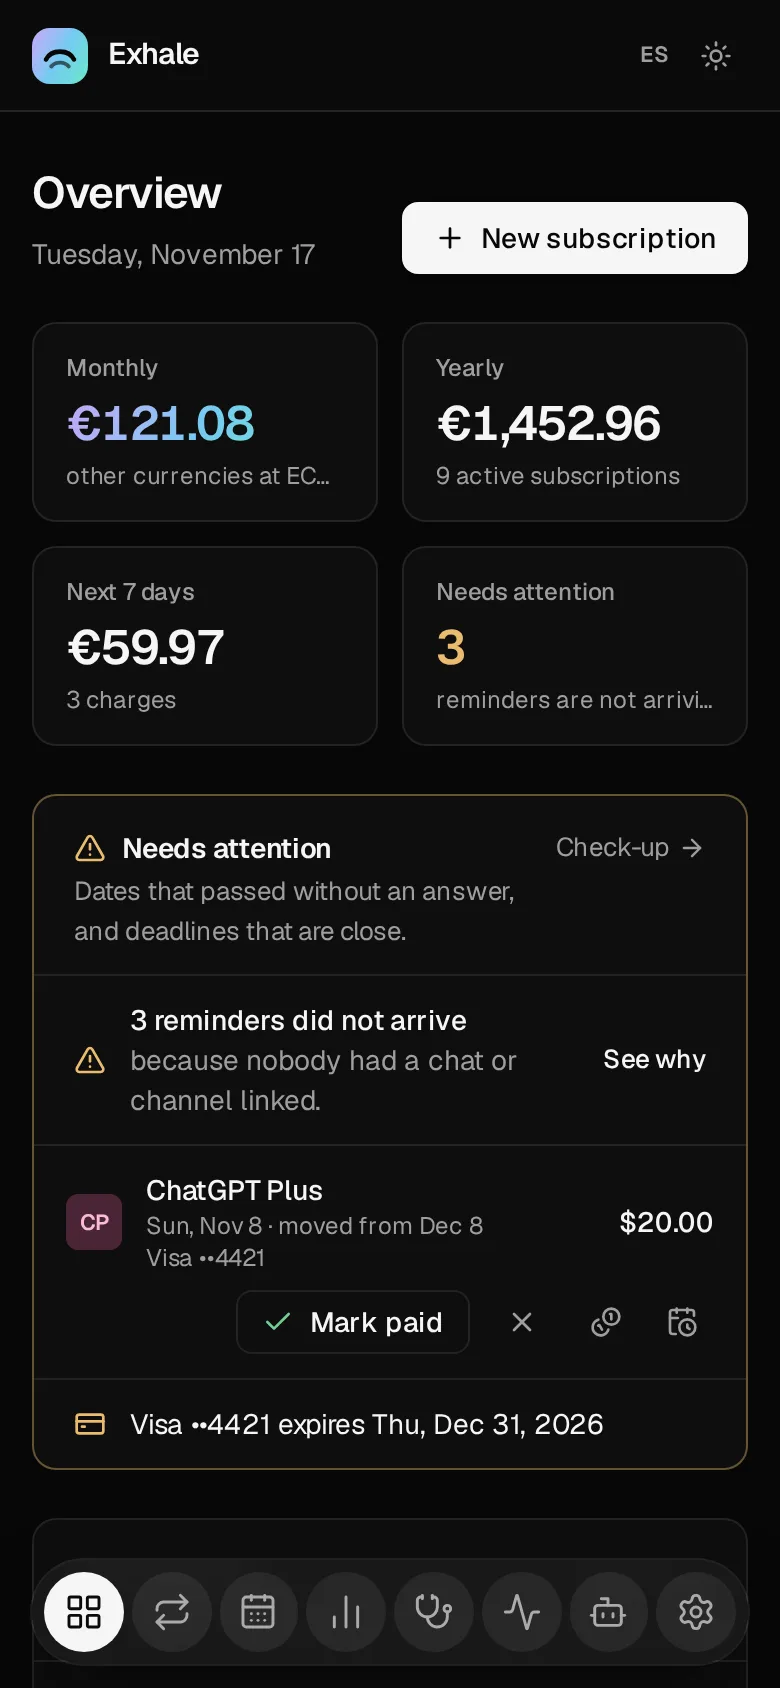 Exhale
ES
Overview
Tuesday, November 17
New subscription
Monthly
€121.08
other currencies at EC...
Yearly
€1,452.96
9 active subscriptions
Next 7 days
€59.97
3 charges
Needs attention
3
reminders are not arrivi...
Needs attention
Check-up →
Dates that passed without an answer,
and deadlines that are close.
3 reminders did not arrive
because nobody had a chat or
channel linked.
See why
CP
ChatGPT Plus
Sun, Nov 8 · moved from Dec 8
Visa ••4421
$20.00
Mark paid
Visa ••4421 expires Thu, Dec 31, 2026